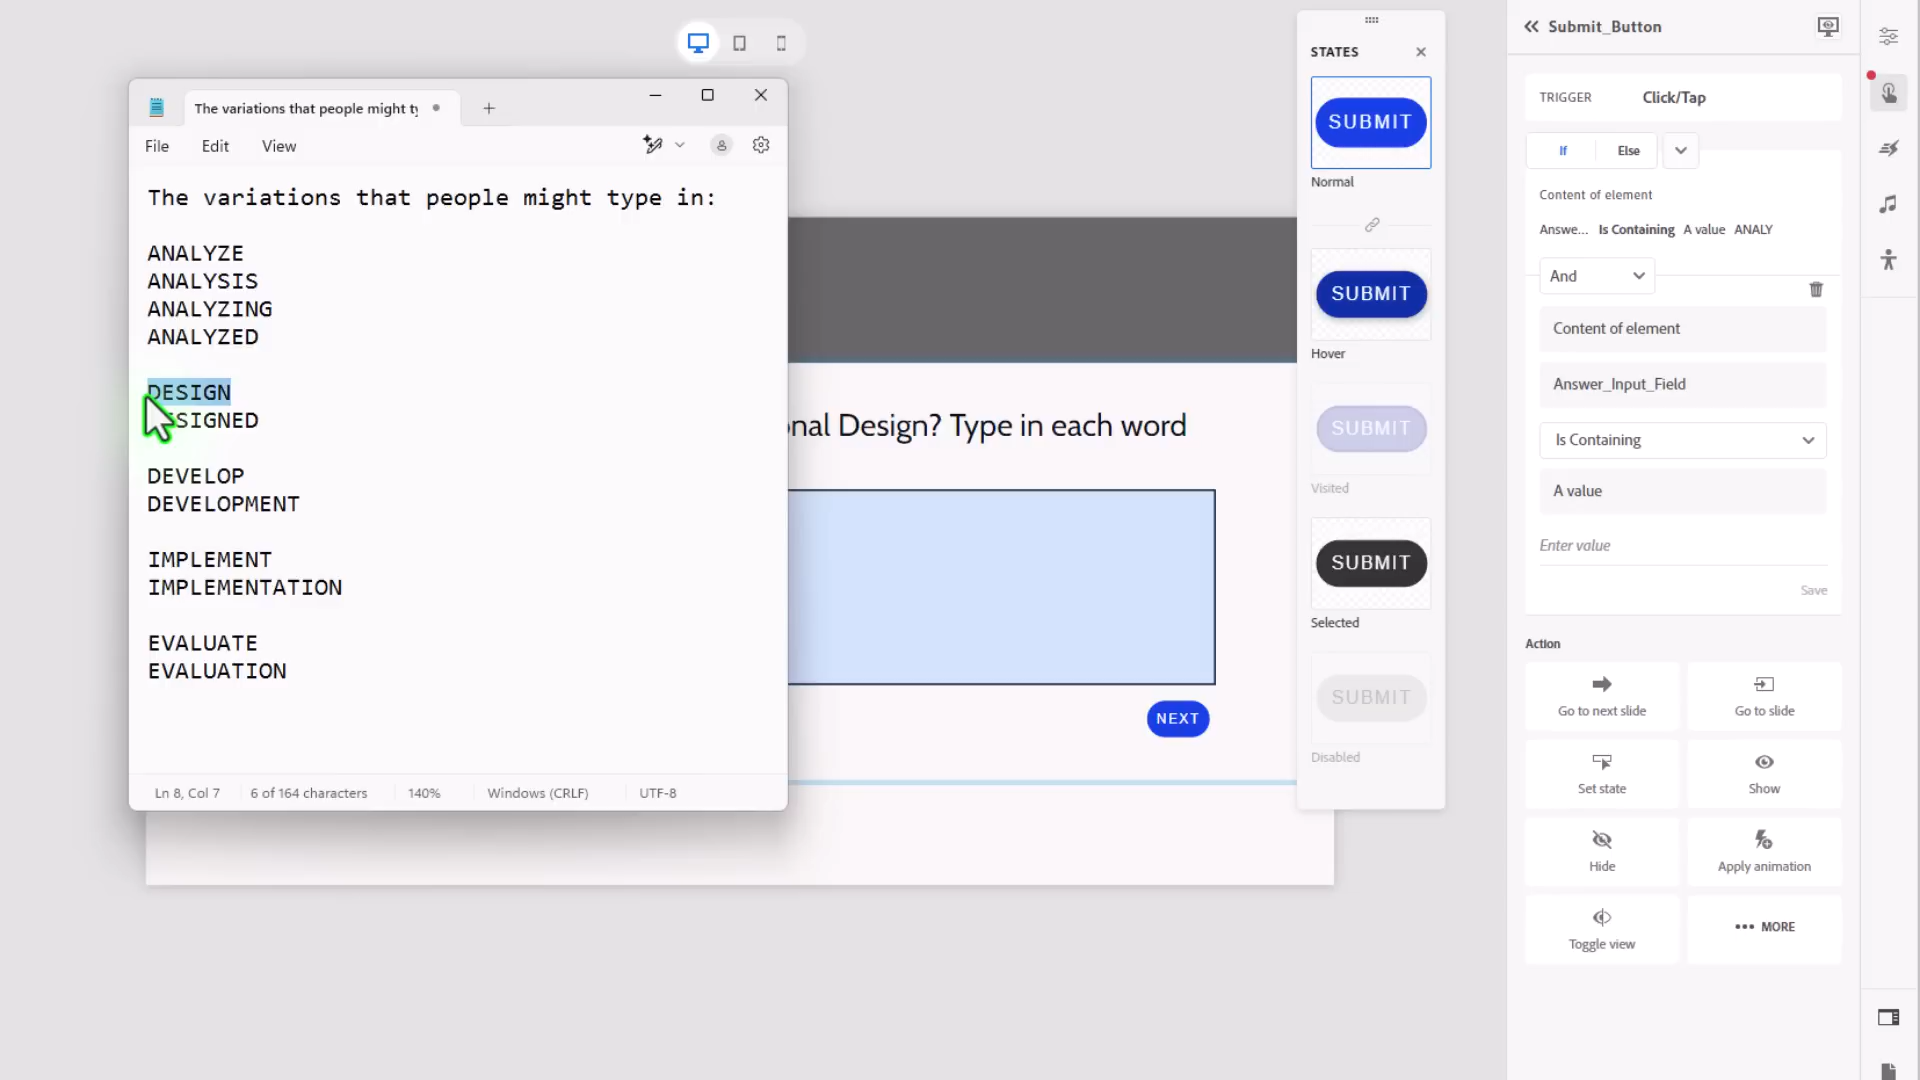 The variations that people might ty
File
Edit
View
The variations that people might type in:
ANALYZE
ANALYSIS
ANALYZING
ANALYZED
DESIGN
DESIGNED
DEVELOP
DEVELOPMENT
IMPLEMENT
IMPLEMENTATION
EVALUATE
EVALUATION
Ln 8, Col 7
6 of 164 characters
140%
Windows (CRLF)
UTF-8
onal Design? Type in each word
NEXT
STATES
SUBMIT
Normal
SUBMIT
Hover
SUBMIT
Visited
SUBMIT
Selected
SUBMIT
Disabled
Submit_Button
TRIGGER Click/Tap
If Else
Content of element
Answe... Is Containing A value ANALY
And
Content of element
Answer_Input_Field
Is Containing
A value
Enter value
Save
Action
Go to next slide
Go to slide
Set state
Show
Hide
Apply animation
Toggle view
MORE